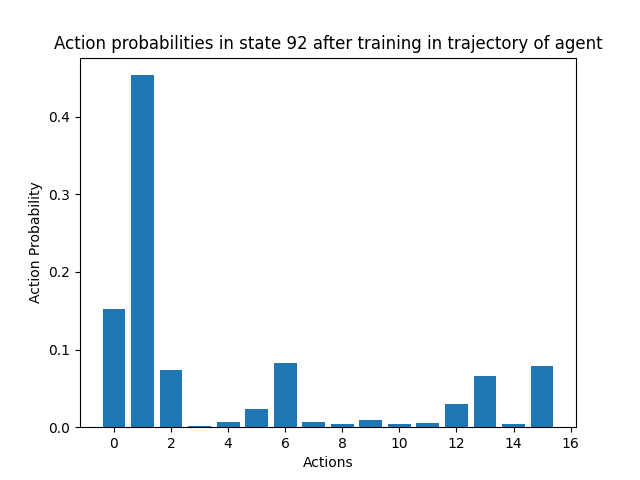 Action probabilities in state 92 after training in trajectory of agent
0.4
0.3
0.2
0.1
0.0
Action Probability
0 2 4 6 8 10 12 14 16
Actions